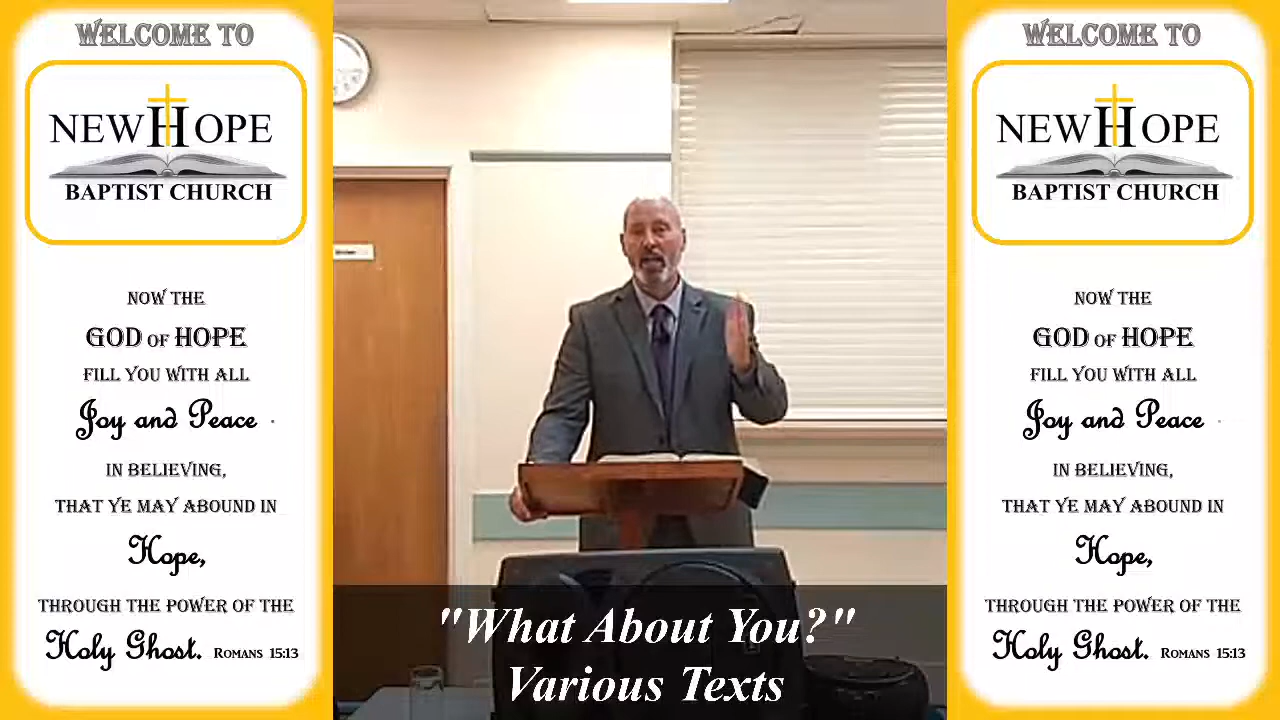 WELCOME TO
NEW HOPE
BAPTIST CHURCH
NOW THE
GOD OF HOPE
FILL YOU WITH ALL
Joy and Peace
IN BELIEVING,
THAT YE MAY ABOUND IN
Hope,
THROUGH THE POWER OF THE
Holy Ghost. ROMANS 15:13
"What About You?"
Various Texts
WELCOME TO
NEW HOPE
BAPTIST CHURCH
NOW THE
GOD OF HOPE
FILL YOU WITH ALL
Joy and Peace
IN BELIEVING,
THAT YE MAY ABOUND IN
Hope,
THROUGH THE POWER OF THE
Holy Ghost. ROMANS 15:13